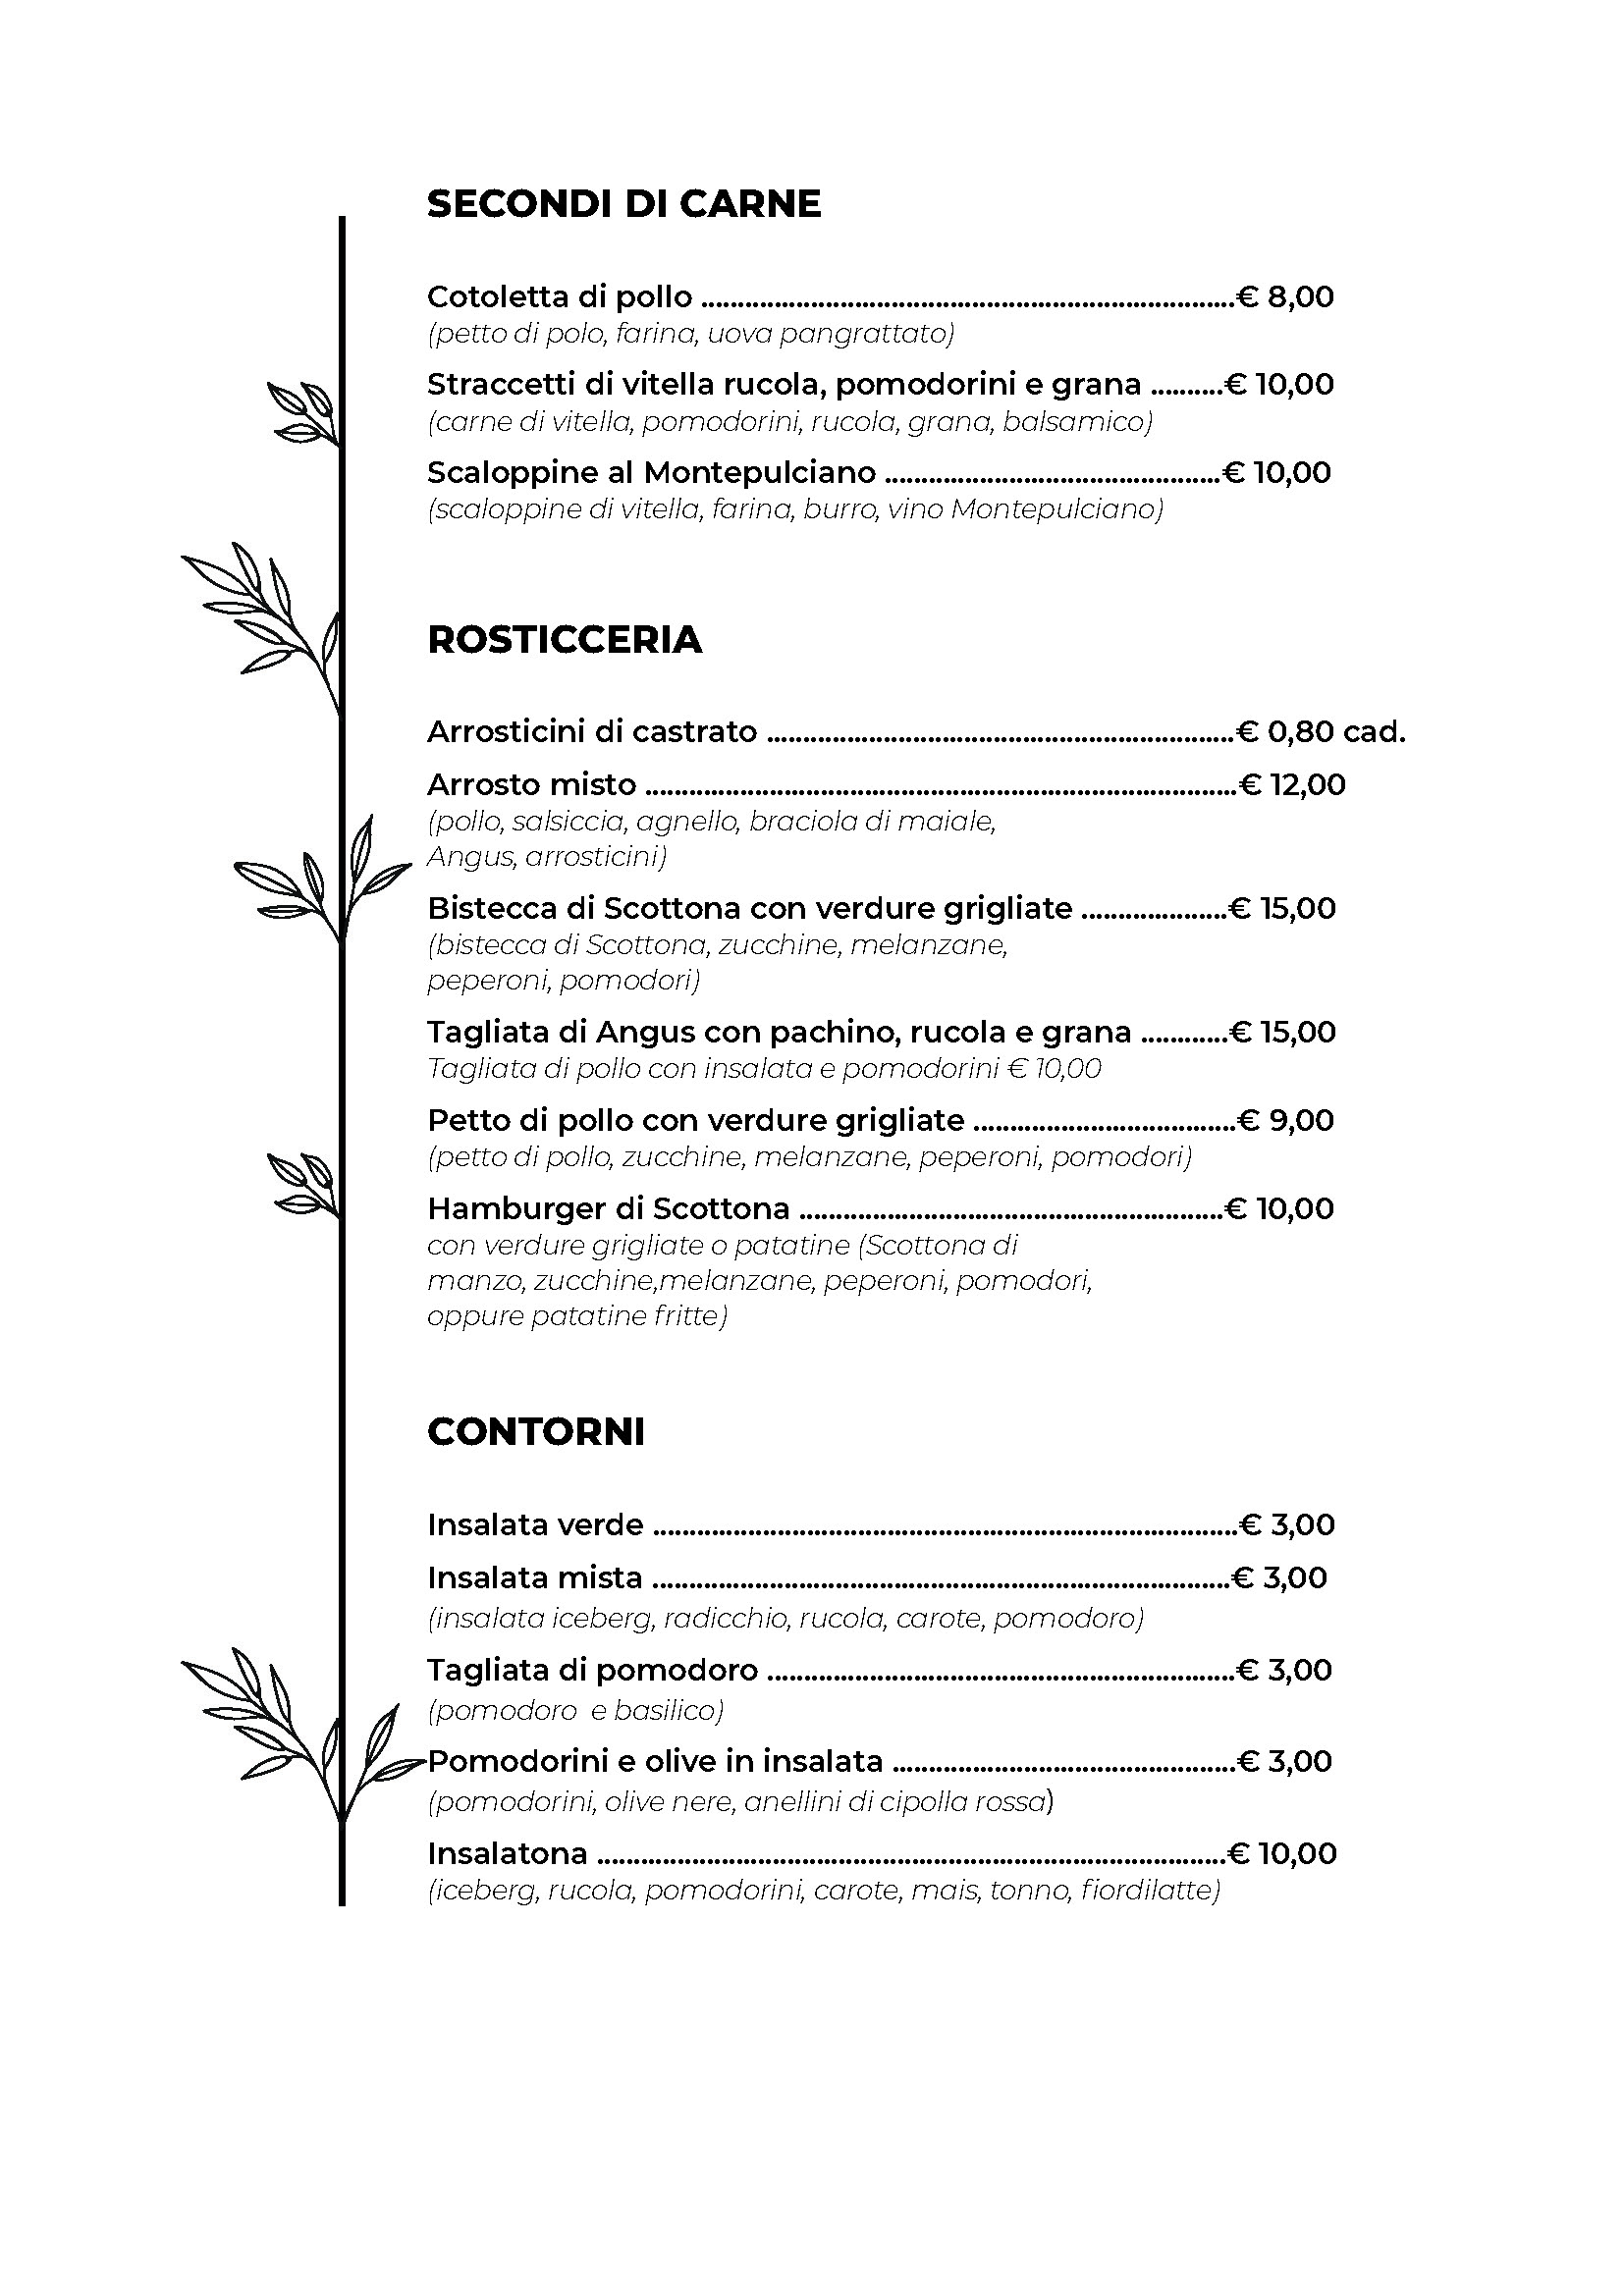 SECONDI DI CARNE
Cotoletta di pollo .........................................................................€ 8,00
(petto di polo, farina, uova pangrattato)
Straccetti di vitella rucola, pomodorini e grana ..........€ 10,00
(carne di vitella, pomodorini, rucola, grana, balsamico)
Scaloppine al Montepulciano ..............................................€ 10,00
(scaloppine di vitella, farina, burro, vino Montepulciano)
ROSTICCERIA
Arrosticini di castrato ................................................................€ 0,80 cad.
Arrosto misto .................................................................................€ 12,00
(pollo, salsiccia, agnello, braciola di maiale,
Angus, arrosticini)
Bistecca di Scottona con verdure grigliate ....................€ 15,00
(bistecca di Scottona, zucchine, melanzane,
peperoni, pomodori)
Tagliata di Angus con pachino, rucola e grana ............€ 15,00
Tagliata di pollo con insalata e pomodorini € 10,00
Petto di pollo con verdure grigliate ....................................€ 9,00
(petto di pollo, zucchine, melanzane, peperoni, pomodori)
Hamburger di Scottona ..........................................................€ 10,00
con verdure grigliate o patatine (Scottona di
manzo, zucchine,melanzane, peperoni, pomodori,
oppure patatine fritte)
CONTORNI
Insalata verde ................................................................................€ 3,00
Insalata mista ...............................................................................€ 3,00
(insalata iceberg, radicchio, rucola, carote, pomodoro)
Tagliata di pomodoro ................................................................€ 3,00
(pomodoro  e basilico)
Pomodorini e olive in insalata ...............................................€ 3,00
(pomodorini, olive nere, anellini di cipolla rossa)
Insalatona ......................................................................................€ 10,00
(iceberg, rucola, pomodorini, carote, mais, tonno, fiordilatte)